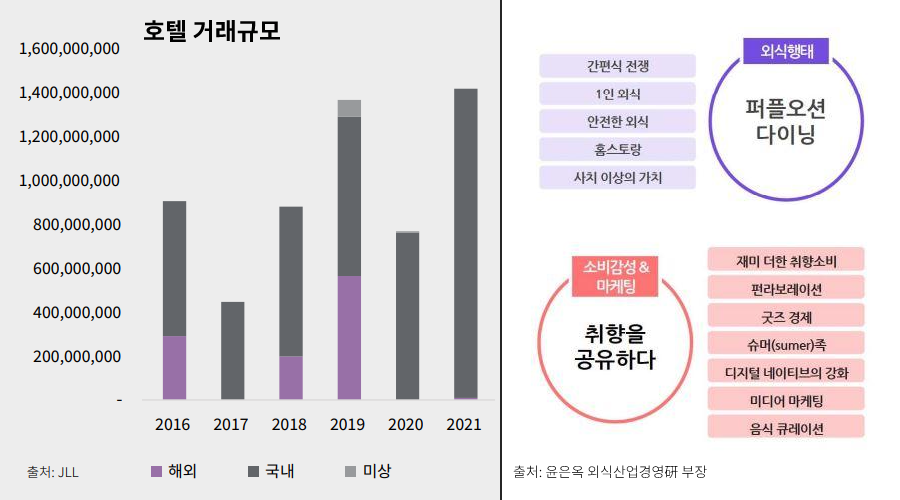 호텔 거래규모
1,600,000,000
1,400,000,000
1,200,000,000
1,000,000,000
800,000,000
600,000,000
400,000,000
200,000,000
-
2016 2017 2018 2019 2020 2021
출처: JLL
해외 국내 미상
외식행태
퍼플오션
다이닝
간편식 전쟁
1인 외식
안전한 외식
홈스토랑
사치 이상의 가치
소비감성 &
마케팅
취향을
공유하다
재미 더한 취향소비
펀라보레이션
굿즈 경제
슈머(sumer)족
디지털 네이티브의 강화
미디어 마케팅
음식 큐레이션
출처: 윤은옥 외식산업경영硏 부장